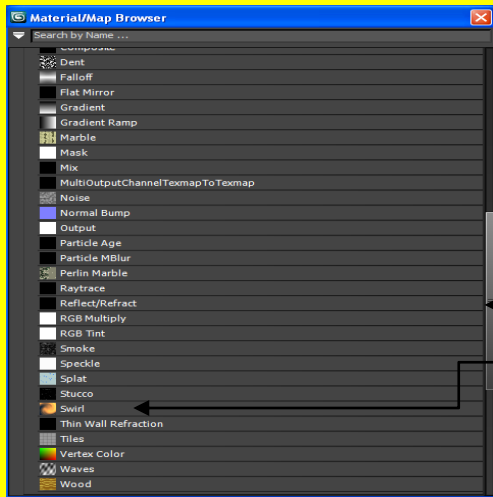 Material/Map Browser
Search by Name ...
Composite
Dent
Falloff
Flat Mirror
Gradient
Gradient Ramp
Marble
Mask
Mix
MultiOutputChannelTexmapToTexmap
Noise
Normal Bump
Output
Particle Age
Particle MBlur
Perlin Marble
Raytrace
Reflect/Refract
RGB Multiply
RGB Tint
Smoke
Speckle
Splat
Stucco
Swirl
Thin Wall Refraction
Tiles
Vertex Color
Waves
Wood